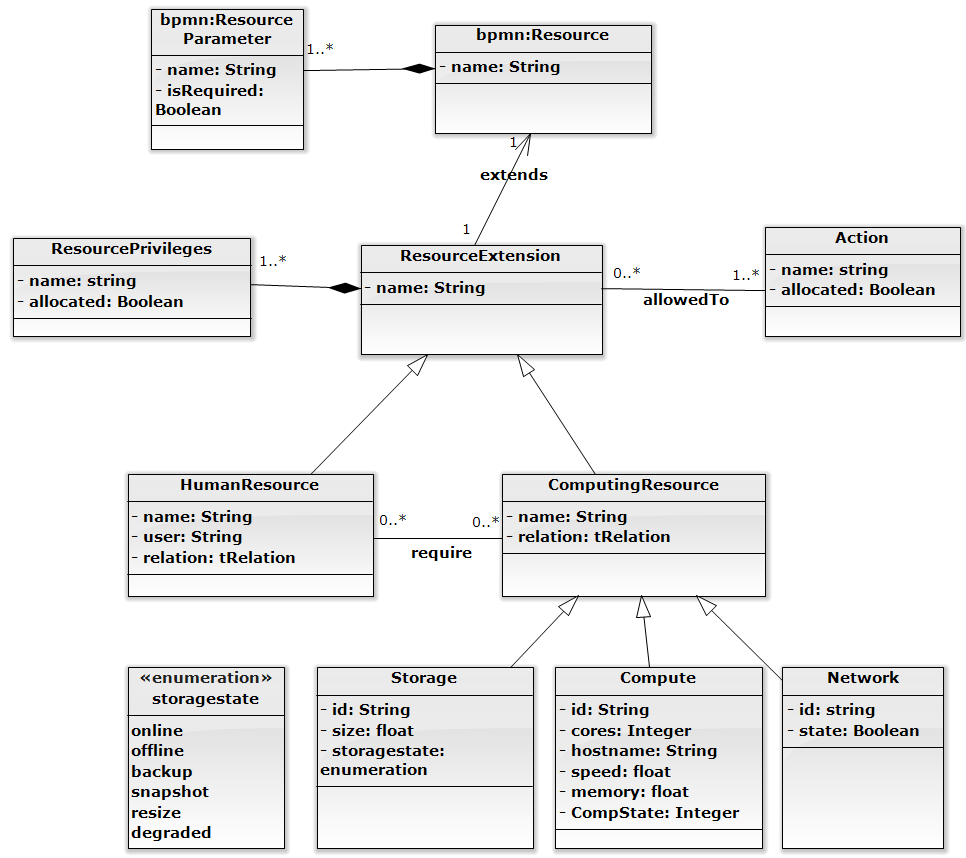 bpmn:Resource
Parameter
- name: String
- isRequired:
Boolean
1..*
bpmn:Resource
- name: String
1
extends
1
ResourcePrivileges
- name: string
- allocated: Boolean
1..*
ResourceExtension
- name: String
0..*
1..*
allowedTo
Action
- name: string
- allocated: Boolean
HumanResource
- name: String
- user: String
- relation: tRelation
0..*
0..*
require
ComputingResource
- name: String
- relation: tRelation
«enumeration»
storagestate
online
offline
backup
snapshot
resize
degraded
Storage
- id: String
- size: float
- storagestate:
enumeration
Compute
- id: String
- cores: Integer
- hostname: String
- speed: float
- memory: float
- CompState: Integer
Network
- id: string
- state: Boolean